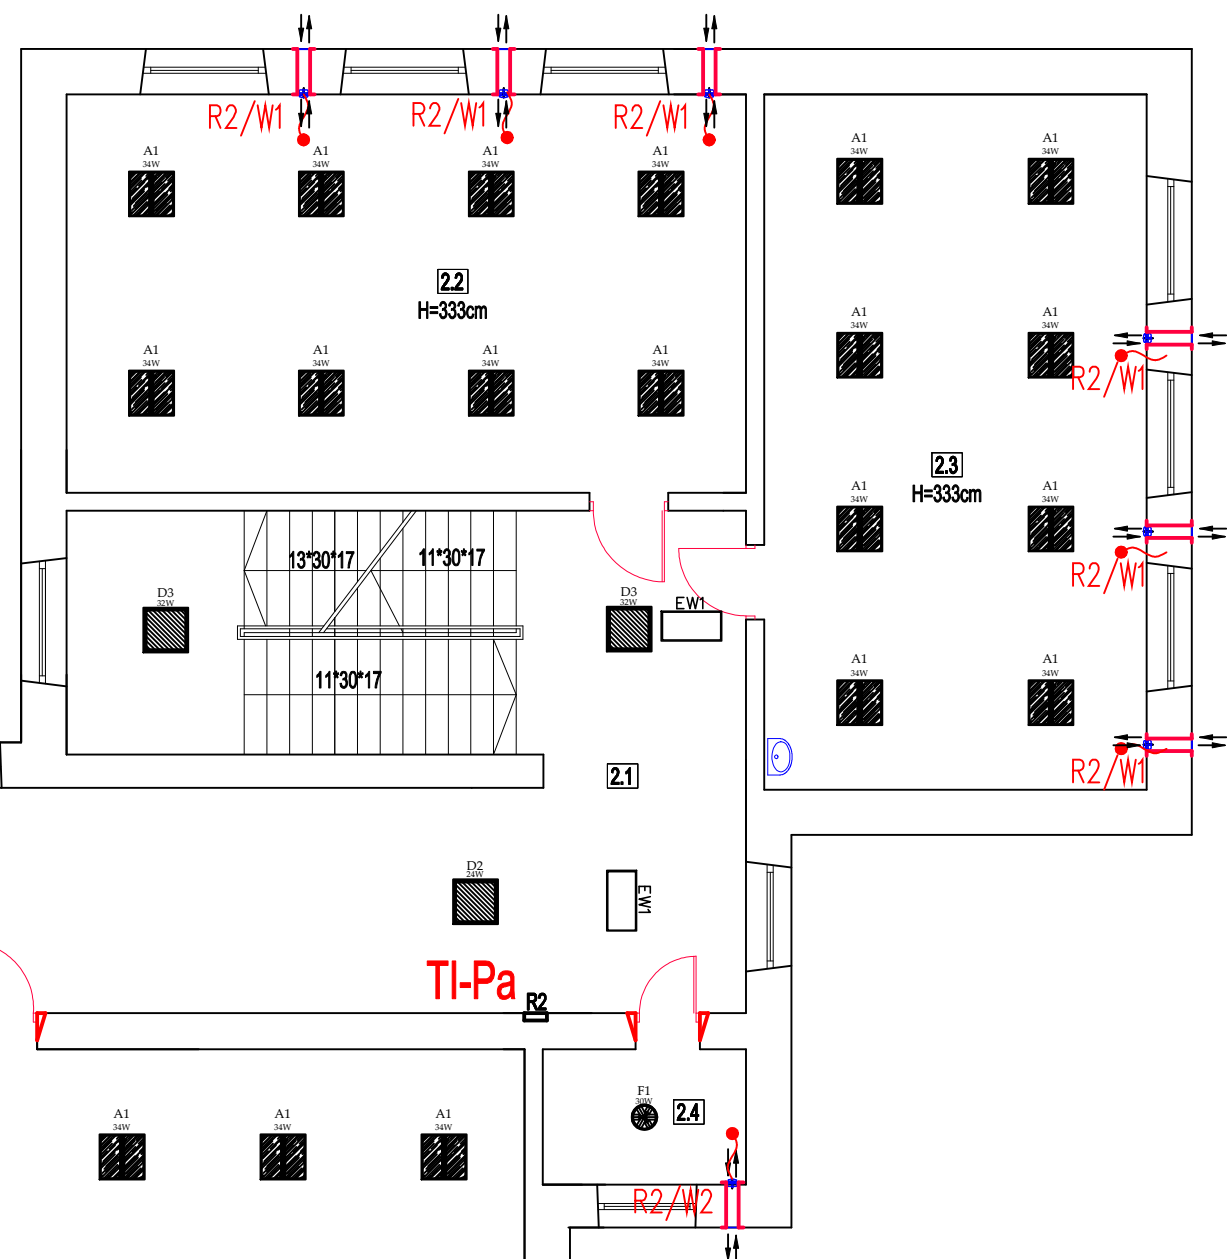 R2/W1 R2/W1 R2/W1
A1 A1 A1 A1 A1 A1
34W 34W 34W 34W 34W 34W
2.2
H=333cm
A1 A1
34W 34W
A1 A1 A1 A1
34W 34W 34W 34W
R2/W1
2.3
H=333cm
A1 A1
34W 34W
13*30*17 11*30*17
R2/W1
D3 D3
32W 32W
EW1
11*30*17
A1 A1
34W 34W
2.1
R2/W1
D2
24W
EW1
TI-Pa
R2
F1
30W
2.4
A1 A1 A1
34W 34W 34W
R2/W2